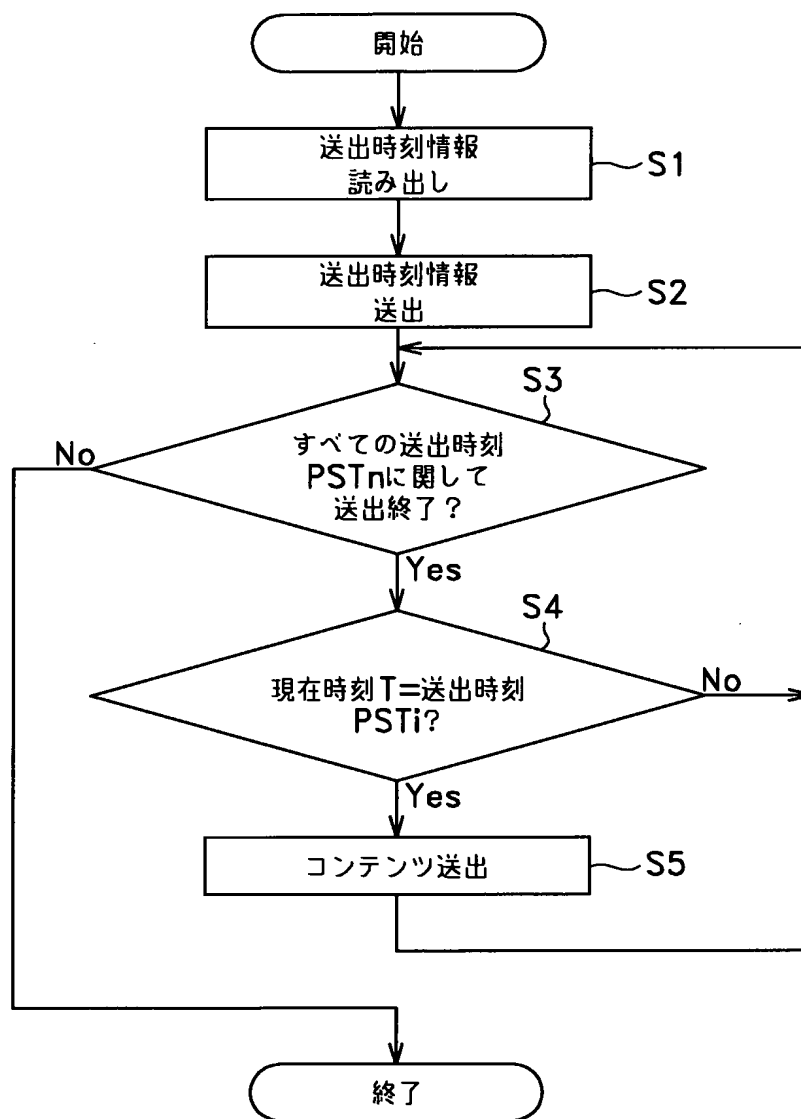 開始
送出時刻情報
読み出し
S1
送出時刻情報
送出
S2
S3
すべての送出時刻
PSTnに関して
送出終了?
No
Yes
S4
現在時刻T=送出時刻
PSTi?
No
Yes
コンテンツ送出
S5
終了